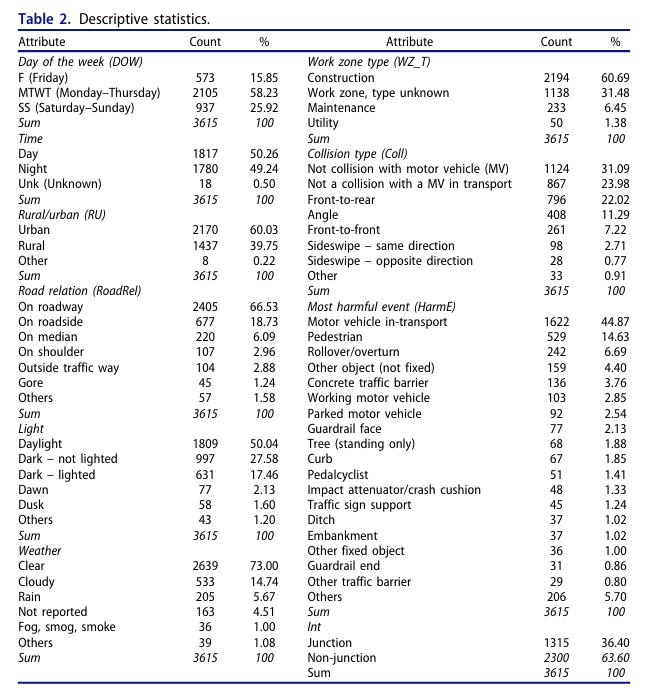 Table 2. Descriptive statistics.
Attribute Count % Attribute Count %
Day of the week (DOW) Work zone type (WZ_T)
F (Friday) 573 15.85 Construction 2194 60.69
MTWT (Monday–Thursday) 2105 58.23 Work zone, type unknown 1138 31.48
SS (Saturday–Sunday) 937 25.92 Maintenance 233 6.45
Sum 3615 100 Utility 50 1.38
Time Sum 3615 100
Day 1817 50.26 Collision type (Coll)
Night 1780 49.24 Not collision with motor vehicle (MV) 1124 31.09
Unk (Unknown) 18 0.50 Not a collision with a MV in transport 867 23.98
Sum 3615 100 Front-to-rear 796 22.02
Rural/urban (RU) Angle 408 11.29
Urban 2170 60.03 Front-to-front 261 7.22
Rural 1437 39.75 Sideswipe – same direction 98 2.71
Other 8 0.22 Sideswipe – opposite direction 28 0.77
Sum 3615 100 Other 33 0.91
Road relation (RoadRel) Sum 3615 100
On roadway 2405 66.53 Most harmful event (HarmE)
On roadside 677 18.73 Motor vehicle in-transport 1622 44.87
On median 220 6.09 Pedestrian 529 14.63
On shoulder 107 2.96 Rollover/overturn 242 6.69
Outside traffic way 104 2.88 Other object (not fixed) 159 4.40
Gore 45 1.24 Concrete traffic barrier 136 3.76
Others 57 1.58 Working motor vehicle 103 2.85
Sum 3615 100 Parked motor vehicle 92 2.54
Light Guardrail face 77 2.13
Daylight 1809 50.04 Tree (standing only) 68 1.88
Dark – not lighted 997 27.58 Curb 67 1.85
Dark – lighted 631 17.46 Pedalcyclist 51 1.41
Dawn 77 2.13 Impact attenuator/crash cushion 48 1.33
Dusk 58 1.60 Traffic sign support 45 1.24
Others 43 1.20 Ditch 37 1.02
Sum 3615 100 Embankment 37 1.02
Weather Other fixed object 36 1.00
Clear 2639 73.00 Guardrail end 31 0.86
Cloudy 533 14.74 Other traffic barrier 29 0.80
Rain 205 5.67 Others 206 5.70
Not reported 163 4.51 Sum 3615 100
Fog, smog, smoke 36 1.00 Int
Others 39 1.08 Junction 1315 36.40
Sum 3615 100 Non-junction 2300 63.60
Sum 3615 100